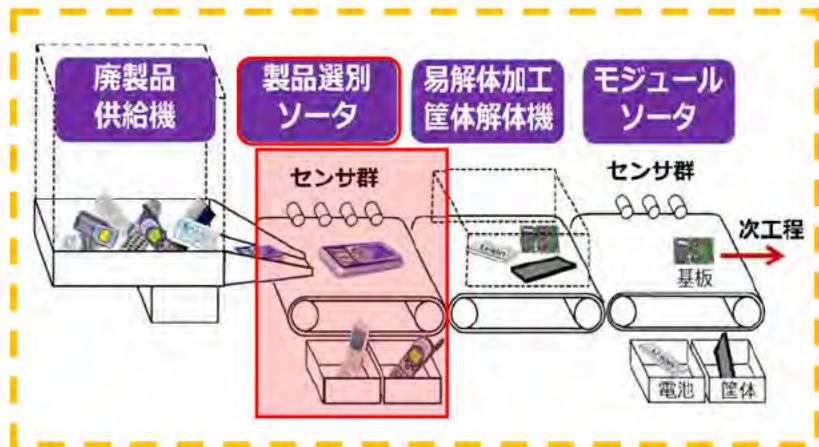 廃製品
供給機
製品選別
ソータ
易解体加工
筐体解体機
モジュール
ソータ
センサ群
センサ群
次工程
基板
電池
筐体